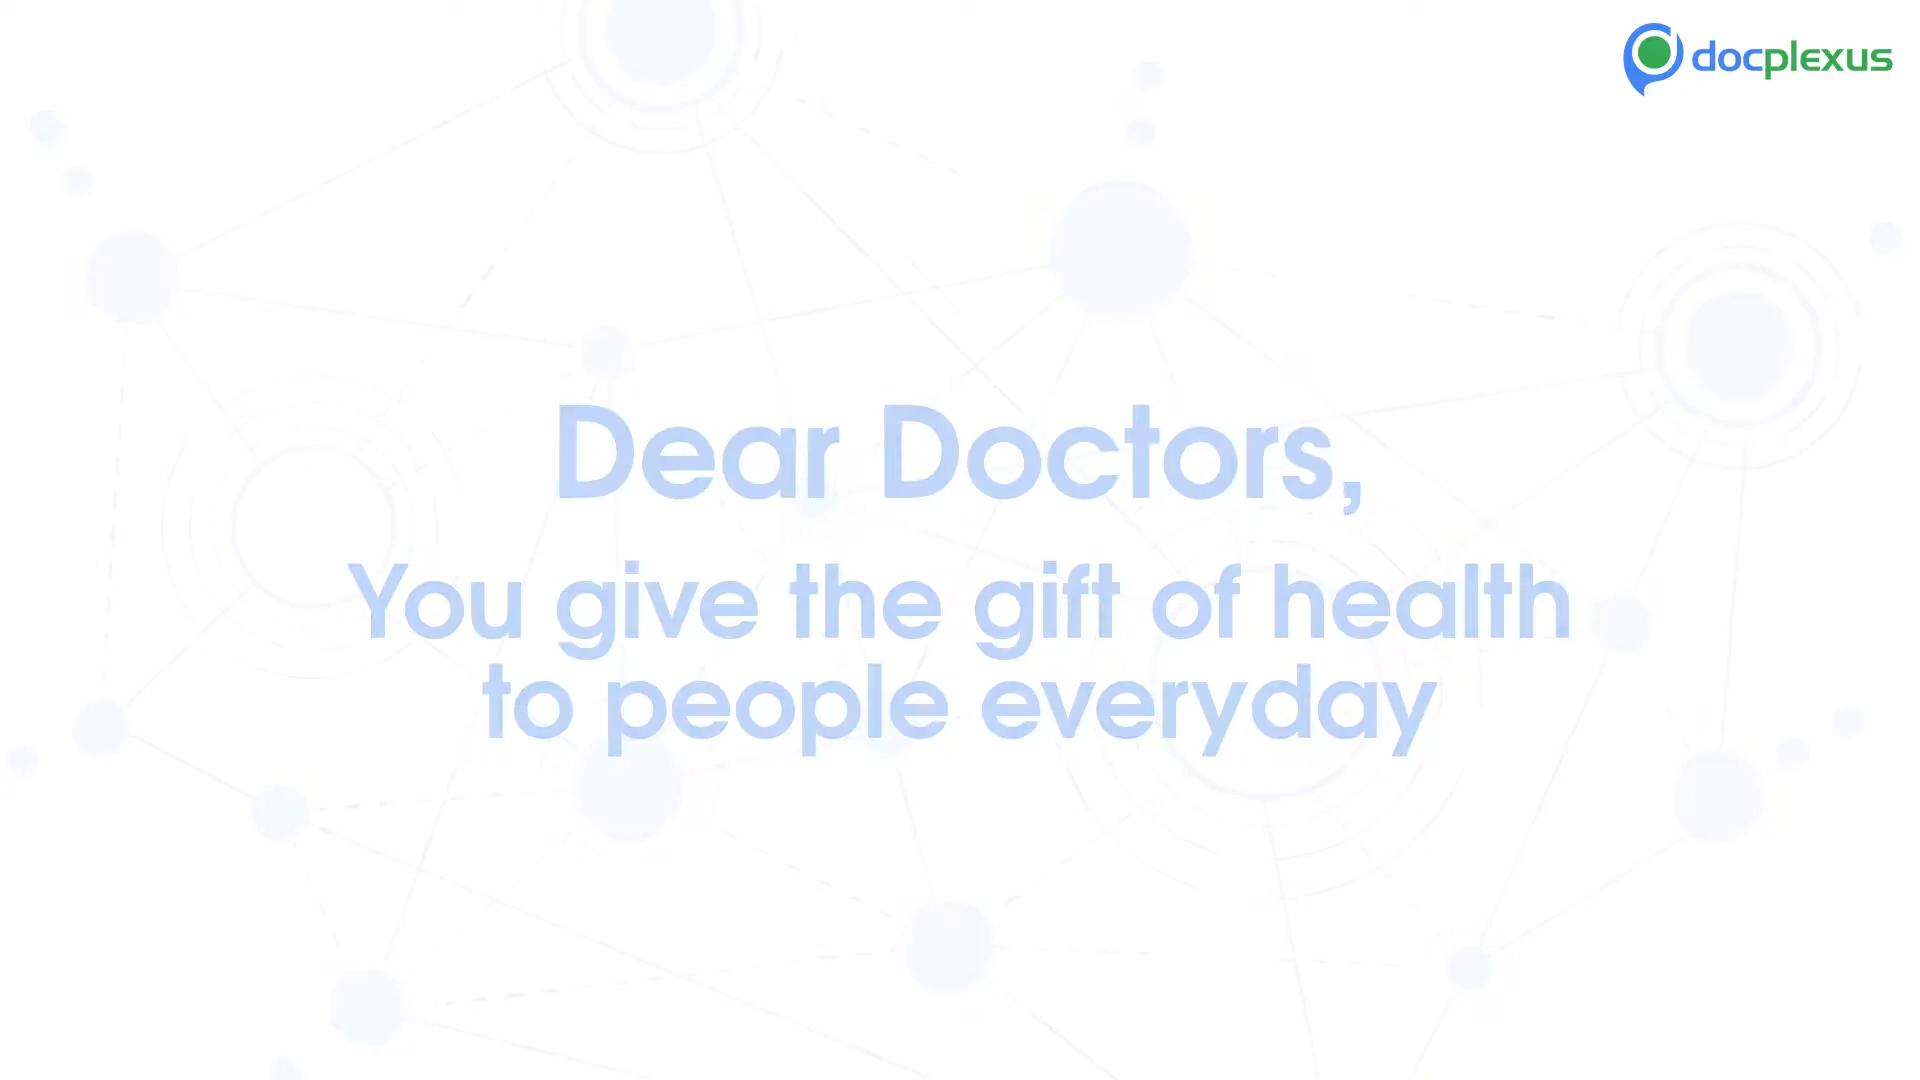 docplexus
Dear Doctors,
You give the gift of health
to people everyday